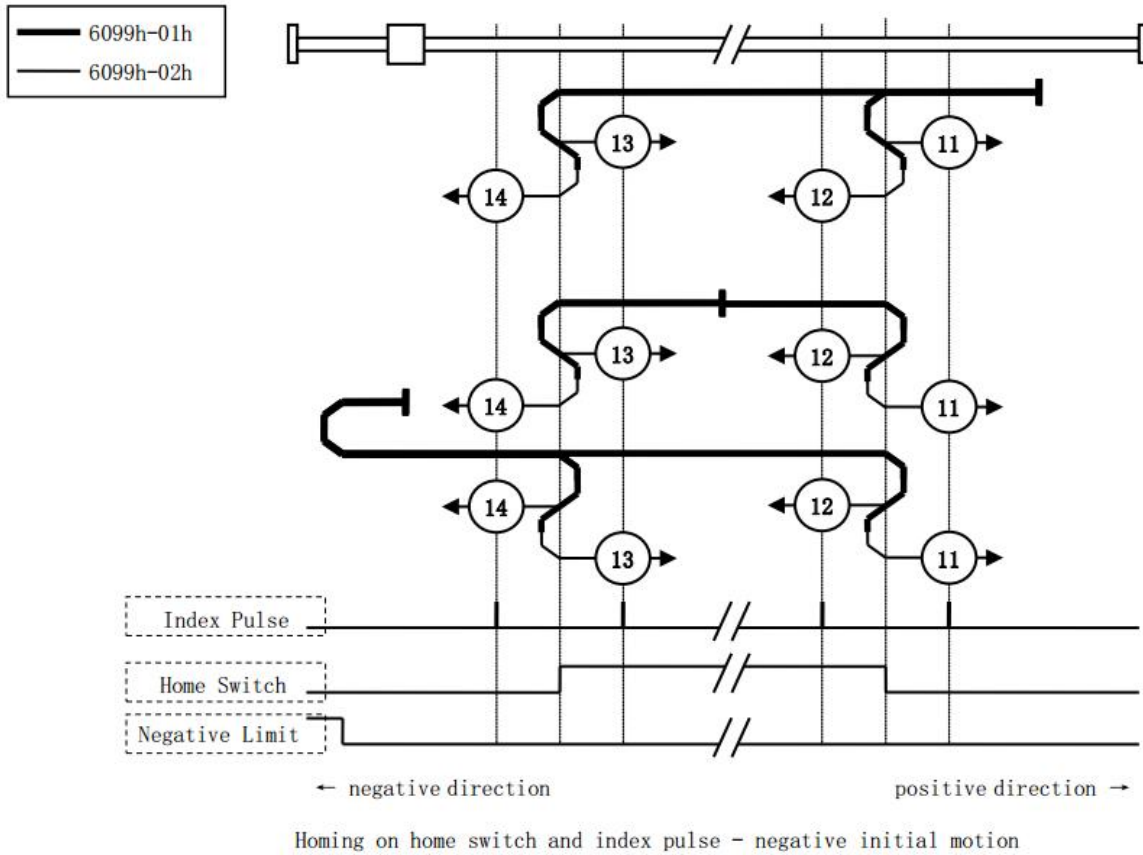 6099h-01h
6099h-02h
13
11
14
12
13
12
14
11
14
12
13
11
Index Pulse
Home Switch
Negative Limit
← negative direction
positive direction →
Homing on home switch and index pulse - negative initial motion